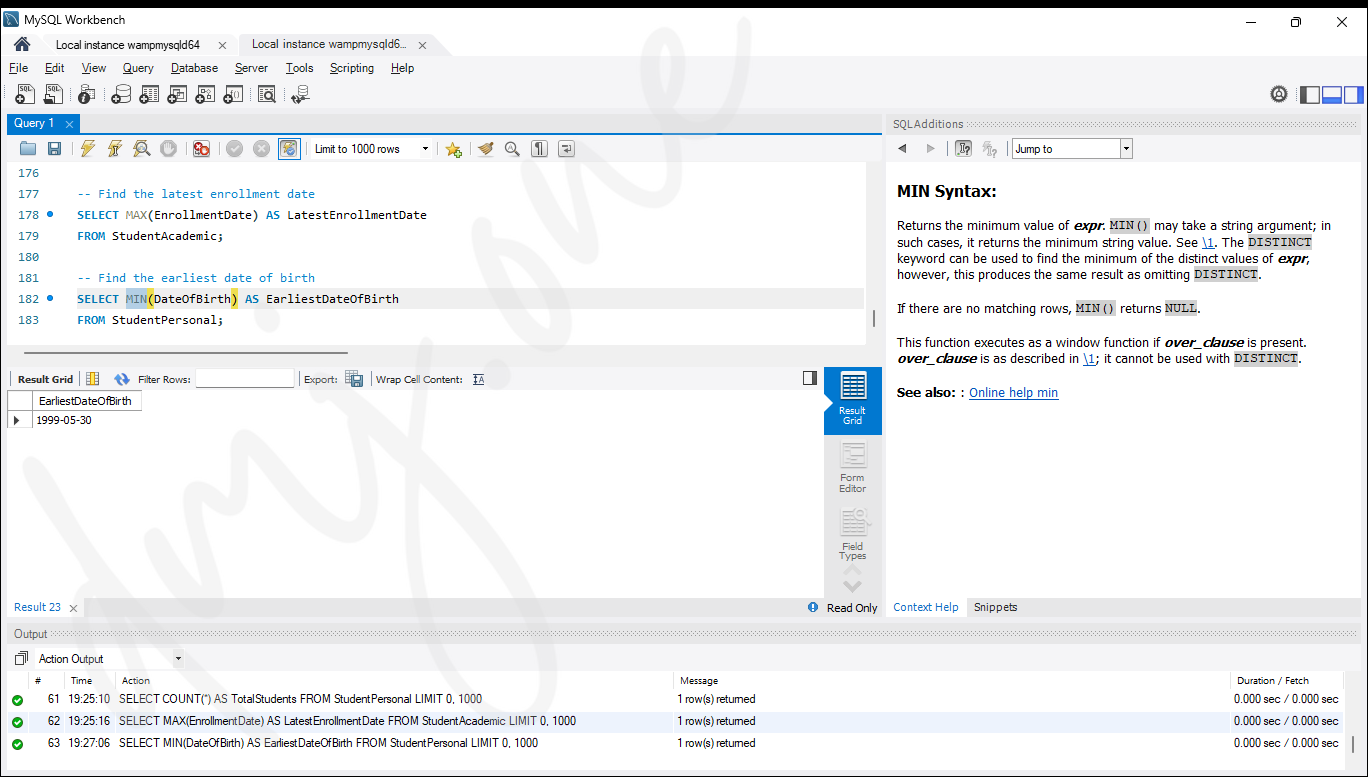 MySQL Workbench
Local instance wampmysqld64
Local instance wampmysqld6...
File Edit View Query Database Server Tools Scripting Help
Query 1
Limit to 1000 rows
176
177 -- Find the latest enrollment date
178 SELECT MAX(EnrollmentDate) AS LatestEnrollmentDate
179 FROM StudentAcademic;
180
181 -- Find the earliest date of birth
182 SELECT MIN(DateOfBirth) AS EarliestDateOfBirth
183 FROM StudentPersonal;
Result Grid Filter Rows: Export: Wrap Cell Content:
EarliestDateOfBirth
1999-05-30
Result
Grid
Form
Editor
Field
Types
Result 23
Read Only
SQLAdditions
Jump to
MIN Syntax:
Returns the minimum value of expr. MIN() may take a string argument; in
such cases, it returns the minimum string value. See \1. The DISTINCT
keyword can be used to find the minimum of the distinct values of expr,
however, this produces the same result as omitting DISTINCT.
If there are no matching rows, MIN() returns NULL.
This function executes as a window function if over_clause is present.
over_clause is as described in \1; it cannot be used with DISTINCT.
See also: : Online help min
Context Help Snippets
Output
Action Output
# Time Action Message Duration / Fetch
61 19:25:10 SELECT COUNT(*) AS TotalStudents FROM StudentPersonal LIMIT 0, 1000 1 row(s) returned 0.000 sec / 0.000 sec
62 19:25:16 SELECT MAX(EnrollmentDate) AS LatestEnrollmentDate FROM StudentAcademic LIMIT 0, 1000 1 row(s) returned 0.000 sec / 0.000 sec
63 19:27:06 SELECT MIN(DateOfBirth) AS EarliestDateOfBirth FROM StudentPersonal LIMIT 0, 1000 1 row(s) returned 0.000 sec / 0.000 sec